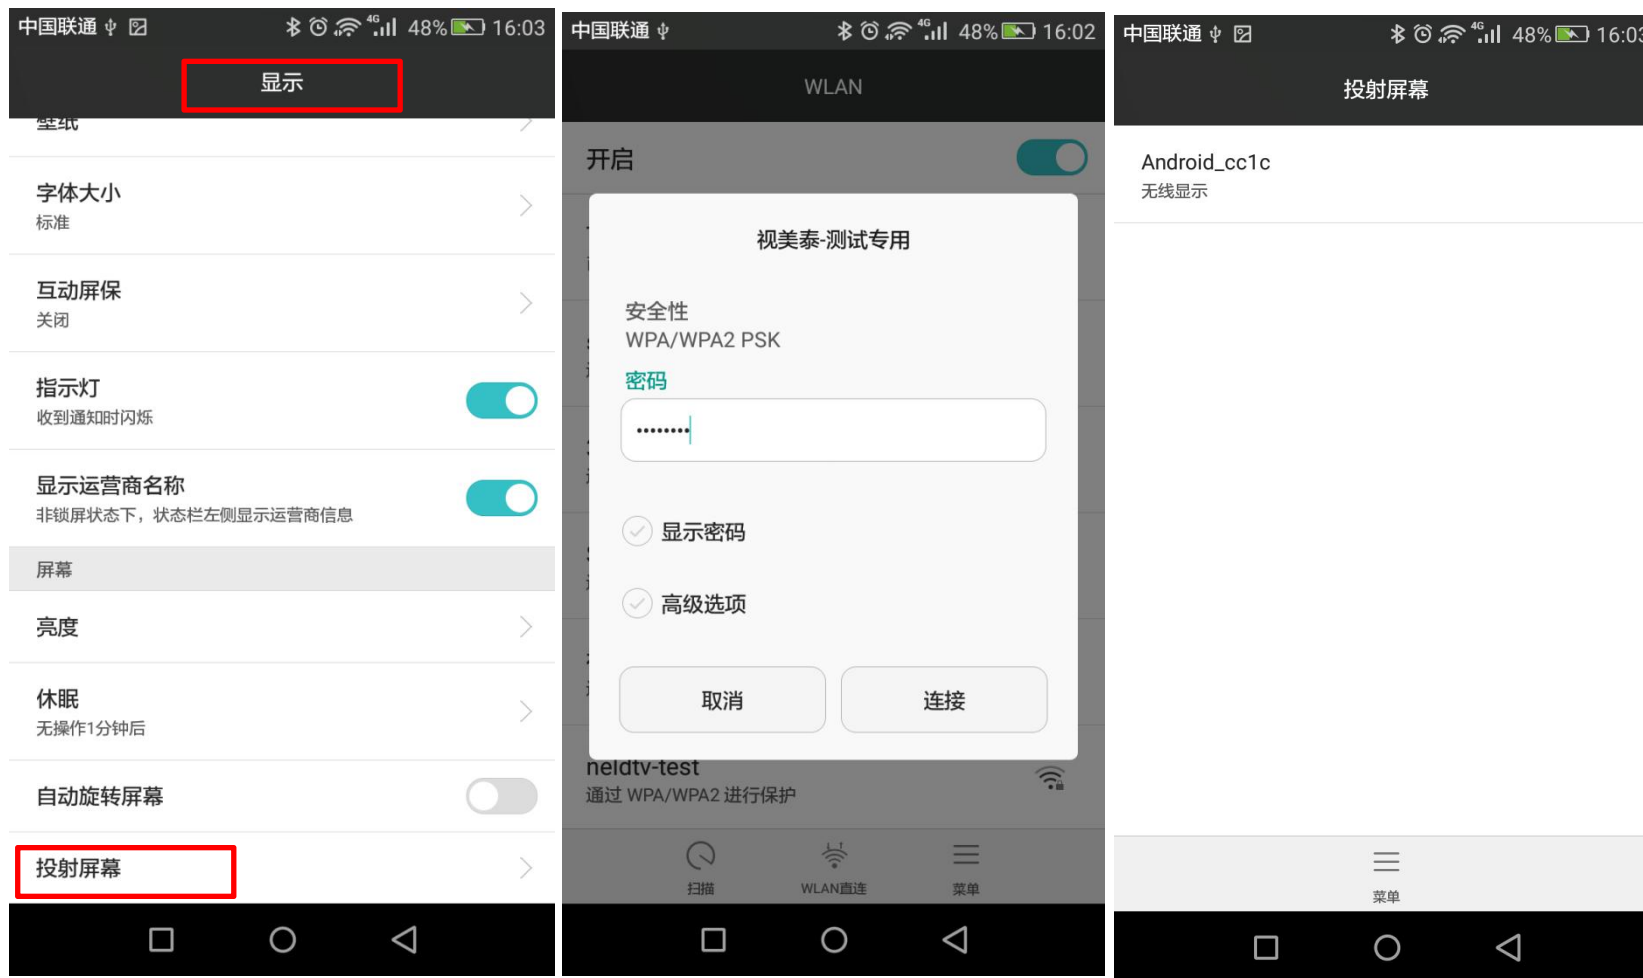 中国联通
4G
48%
16:03
显示
壁纸
字体大小
标准
互动屏保
关闭
指示灯
收到通知时闪烁
显示运营商名称
非锁屏状态下，状态栏左侧显示运营商信息
屏幕
亮度
休眠
无操作1分钟后
自动旋转屏幕
投射屏幕
中国联通
4G
48%
16:02
WLAN
开启
视美泰-测试专用
安全性
WPA/WPA2 PSK
密码
••••••••
显示密码
高级选项
取消
连接
neldtv-test
通过 WPA/WPA2 进行保护
扫描
WLAN直连
菜单
中国联通
4G
48%
16:03
投射屏幕
Android_cc1c
无线显示
菜单